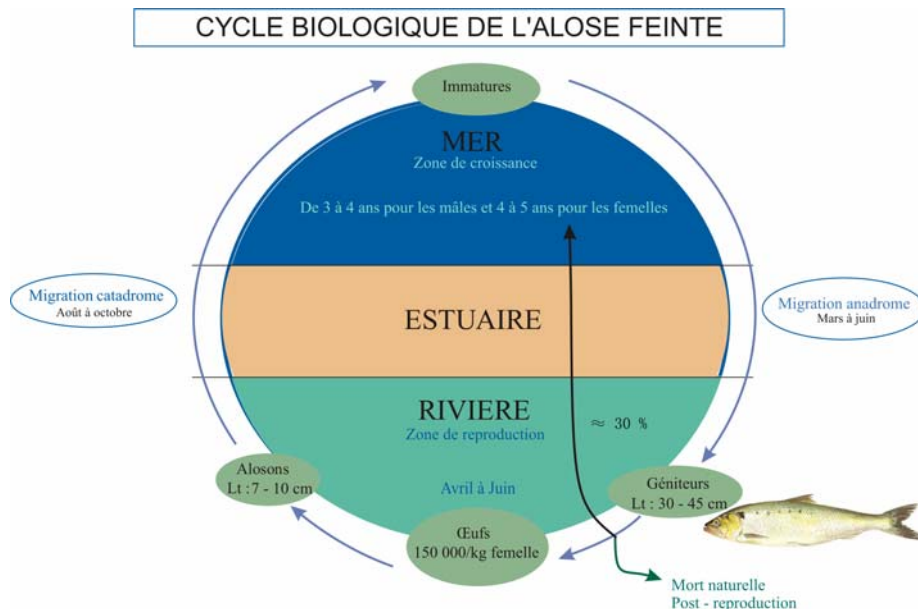 CYCLE BIOLOGIQUE DE L'ALOSE FEINTE
Immatures
MER
Zone de croissance
De 3 à 4 ans pour les mâles et 4 à 5 ans pour les femelles
Migration catadrome
Août à octobre
ESTUAIRE
Migration anadrome
Mars à juin
RIVIERE
Zone de reproduction
≈ 30 %
Alosons
Lt :7 - 10 cm
Avril à Juin
Géniteurs
Lt : 30 - 45 cm
Œufs
150 000/kg femelle
Mort naturelle
Post - reproduction